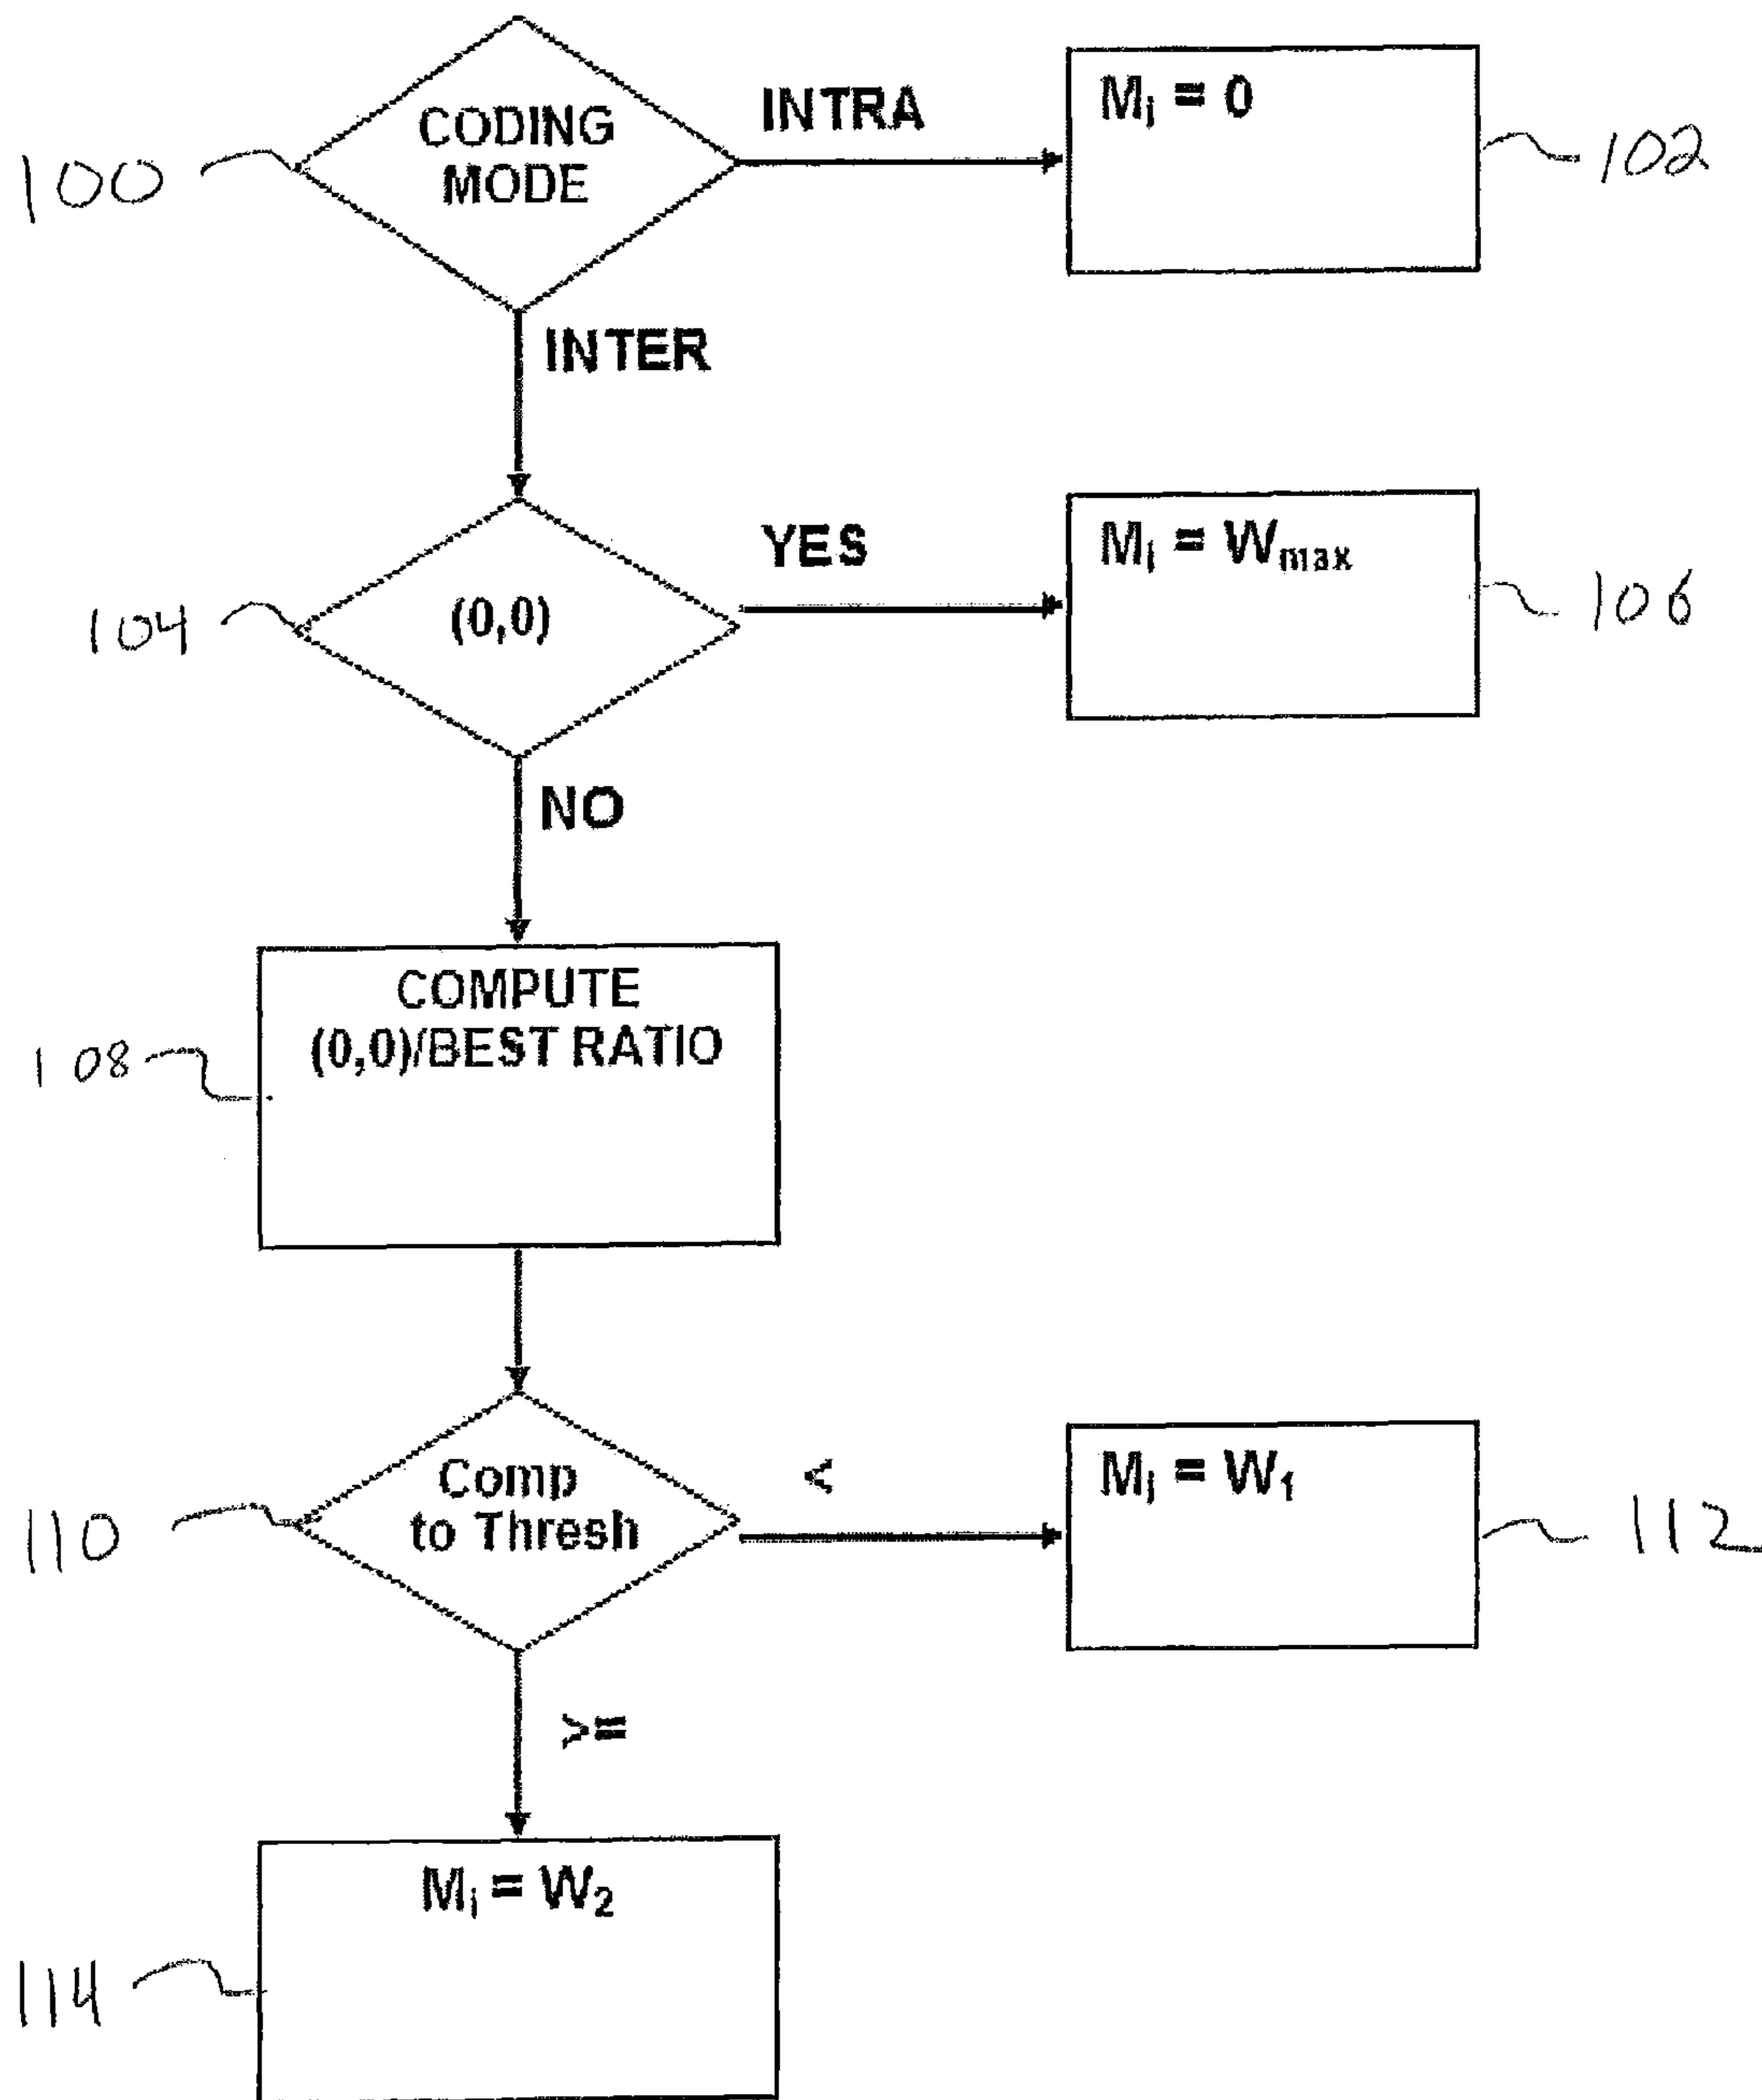 CODING
MODE
INTRA
Mᵢ = 0
100
102
INTER
(0,0)
YES
Mᵢ = Wmax
104
106
NO
COMPUTE
(0,0)/BEST RATIO
108
Comp
to Thresh
<
Mᵢ = W₁
110
112
>=
Mᵢ = W₂
114